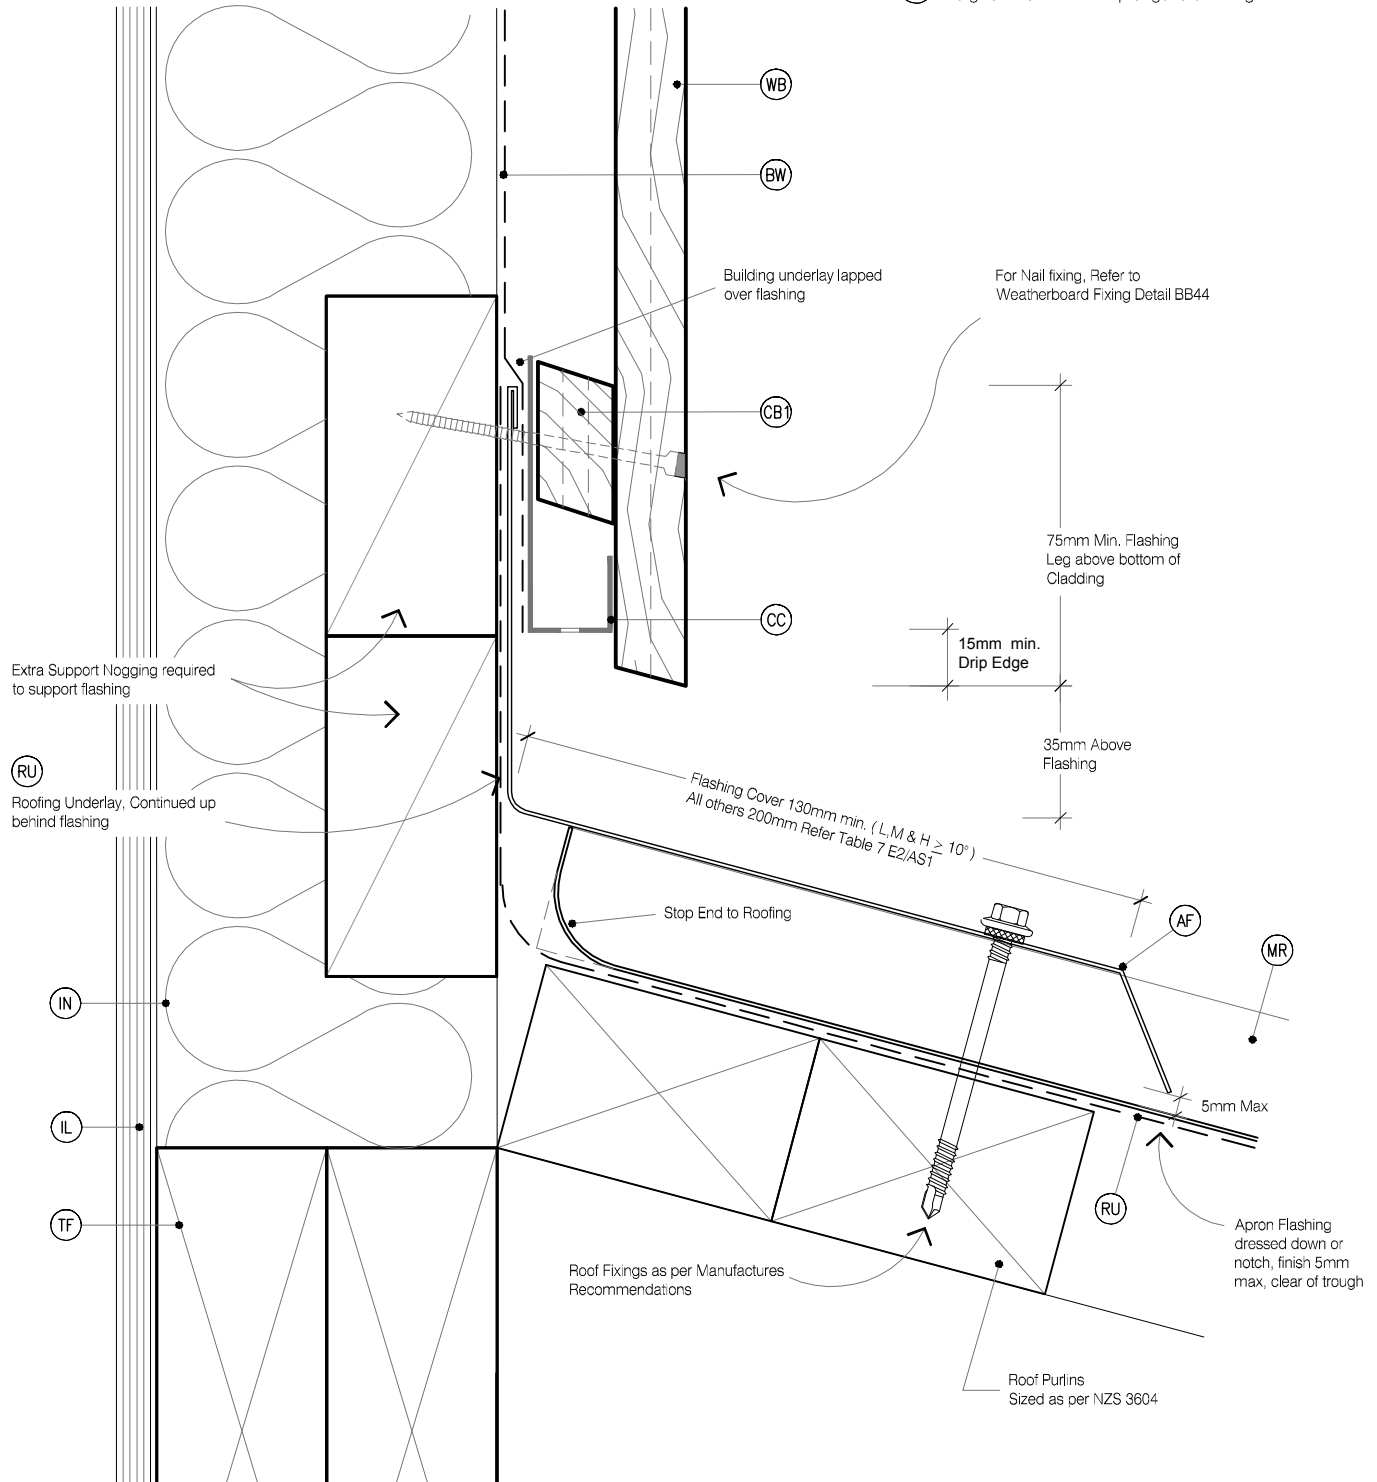 WB
BW
Building underlay lapped
over flashing
For Nail fixing, Refer to
Weatherboard Fixing Detail BB44
CB1
75mm Min. Flashing
Leg above bottom of
Cladding
CC
15mm min.
Drip Edge
Extra Support Nogging required
to support flashing
35mm Above
Flashing
RU
Roofing Underlay, Continued up
behind flashing
Flashing Cover 130mm min. ( L,M & H ≥ 10° )
All others 200mm Refer Table 7 E2/AS1
Stop End to Roofing
AF
MR
IN
5mm Max
IL
RU
TF
Apron Flashing
dressed down or
notch, finish 5mm
max, clear of trough
Roof Fixings as per Manufactures
Recommendations
Roof Purlins
Sized as per NZS 3604